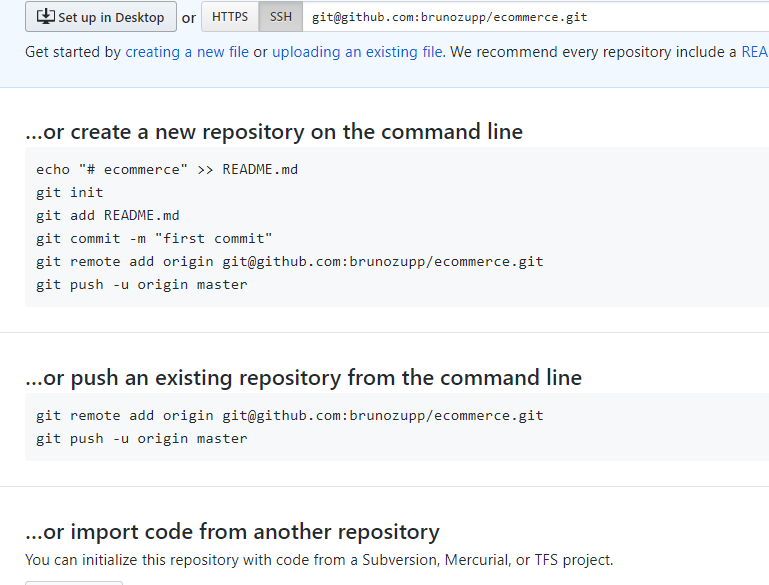 Set up in Desktop or HTTPS SSH git@github.com:brunozupp/ecommerce.git
Get started by creating a new file or uploading an existing file. We recommend every repository include a REA
...or create a new repository on the command line
echo "# ecommerce" >> README.md
git init
git add README.md
git commit -m "first commit"
git remote add origin git@github.com:brunozupp/ecommerce.git
git push -u origin master
...or push an existing repository from the command line
git remote add origin git@github.com:brunozupp/ecommerce.git
git push -u origin master
...or import code from another repository
You can initialize this repository with code from a Subversion, Mercurial, or TFS project.